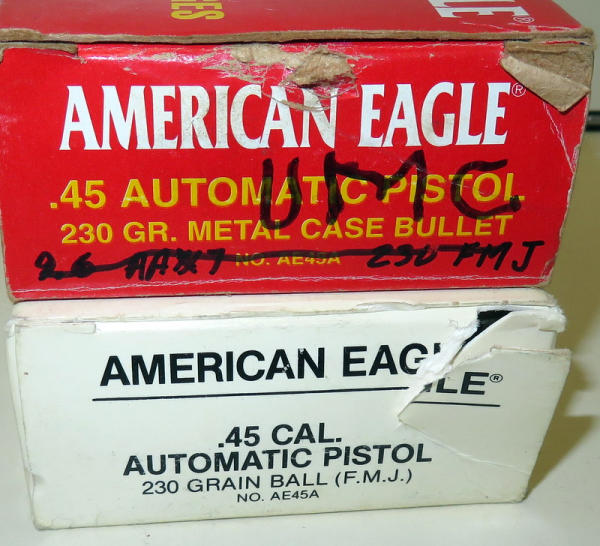 AMERICAN EAGLE®
UMC
.45 AUTOMATIC PISTOL
230 GR. METAL CASE BULLET
NO. AE45A
230 FMJ
AMERICAN EAGLE®
.45 CAL.
AUTOMATIC PISTOL
230 GRAIN BALL (F.M.J.)
NO. AE45A